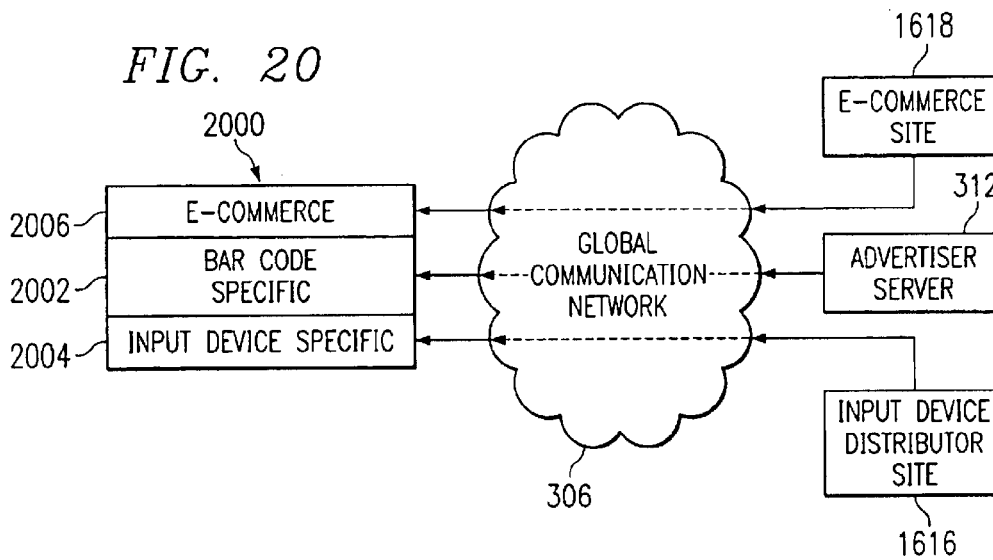 FIG. 20
2000
2006
E-COMMERCE
2002
BAR CODE
SPECIFIC
2004
INPUT DEVICE SPECIFIC
GLOBAL
COMMUNICATION
NETWORK
306
1618
E-COMMERCE
SITE
312
ADVERTISER
SERVER
INPUT DEVICE
DISTRIBUTOR
SITE
1616